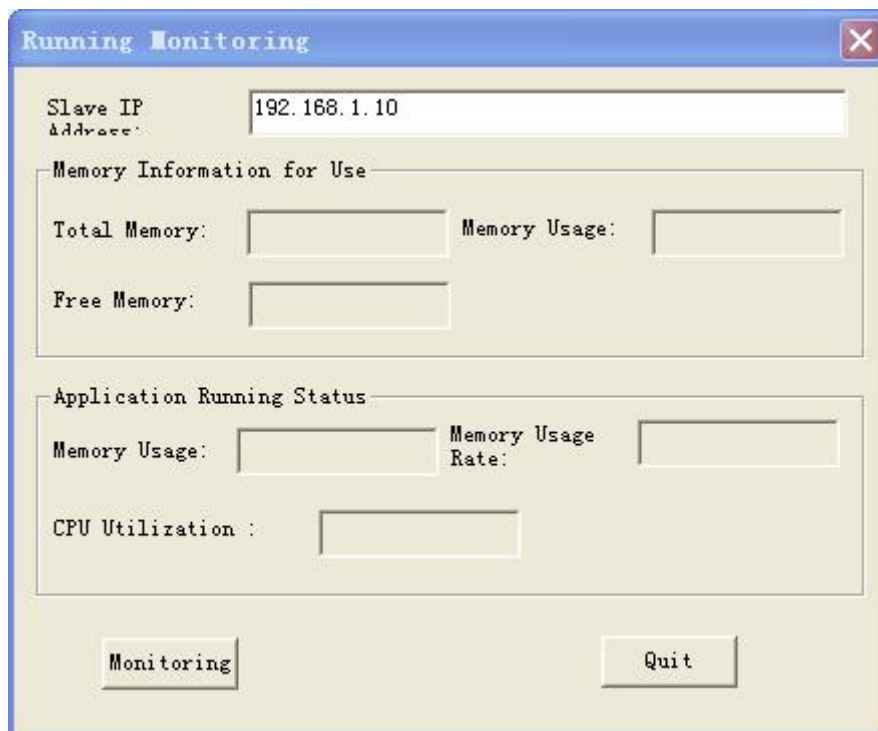 Running Monitoring
Slave IP
Address:
192.168.1.10
Memory Information for Use
Total Memory:
Memory Usage:
Free Memory:
Application Running Status
Memory Usage:
Memory Usage
Rate:
CPU Utilization :
Monitoring
Quit